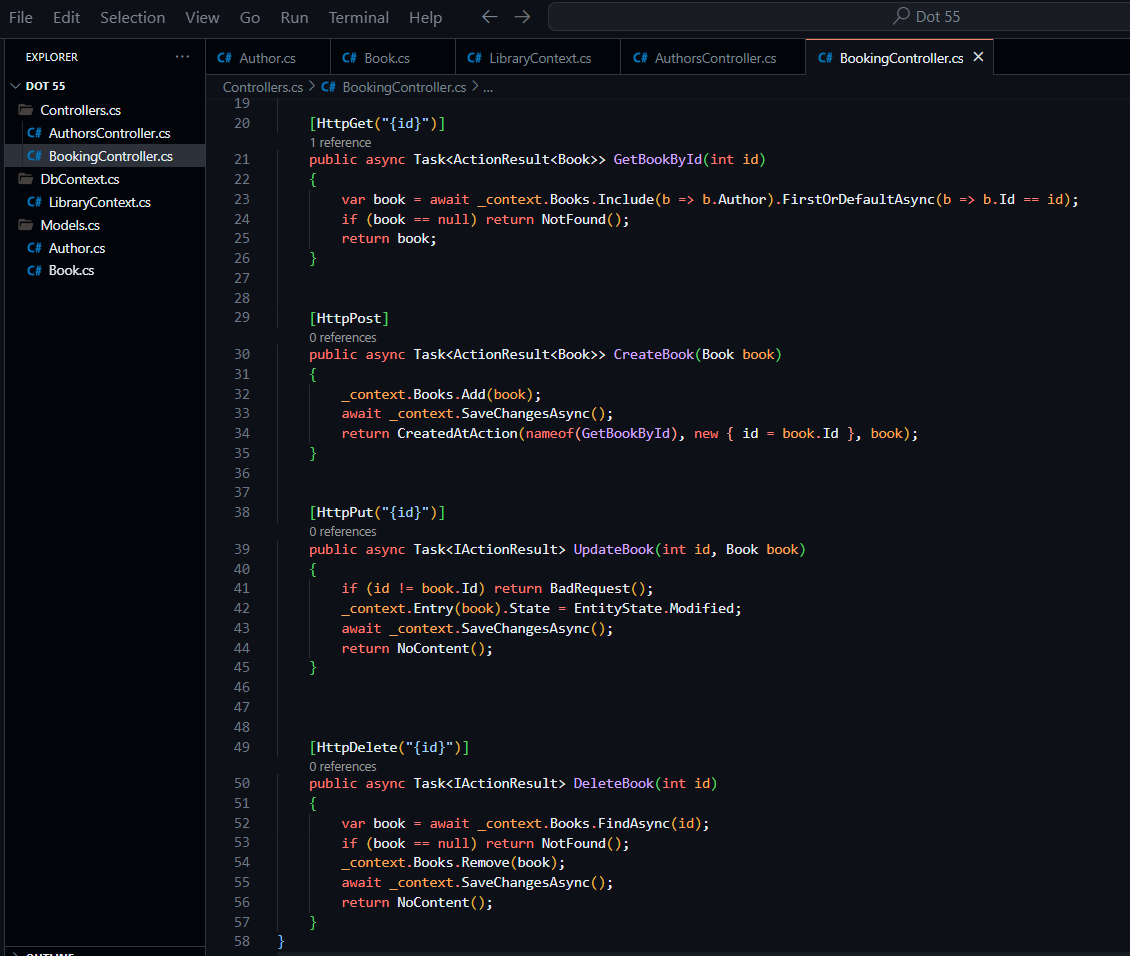 File Edit Selection View Go Run Terminal Help Dot 55
EXPLORER ...
DOT 55
Controllers.cs
C# AuthorsController.cs
C# BookingController.cs
DbContext.cs
C# LibraryContext.cs
Models.cs
C# Author.cs
C# Book.cs
C# Author.cs C# Book.cs C# LibraryContext.cs C# AuthorsController.cs C# BookingController.cs
Controllers.cs > C# BookingController.cs > ...
19
20 [HttpGet("{id}")]
1 reference
21 public async Task<ActionResult<Book>> GetBookById(int id)
22 {
23 var book = await _context.Books.Include(b => b.Author).FirstOrDefaultAsync(b => b.Id == id);
24 if (book == null) return NotFound();
25 return book;
26 }
27
28
29 [HttpPost]
0 references
30 public async Task<ActionResult<Book>> CreateBook(Book book)
31 {
32 _context.Books.Add(book);
33 await _context.SaveChangesAsync();
34 return CreatedAtAction(nameof(GetBookById), new { id = book.Id }, book);
35 }
36
37
38 [HttpPut("{id}")]
0 references
39 public async Task<IActionResult> UpdateBook(int id, Book book)
40 {
41 if (id != book.Id) return BadRequest();
42 _context.Entry(book).State = EntityState.Modified;
43 await _context.SaveChangesAsync();
44 return NoContent();
45 }
46
47
48
49 [HttpDelete("{id}")]
0 references
50 public async Task<IActionResult> DeleteBook(int id)
51 {
52 var book = await _context.Books.FindAsync(id);
53 if (book == null) return NotFound();
54 _context.Books.Remove(book);
55 await _context.SaveChangesAsync();
56 return NoContent();
57 }
58 }
OUTLINE